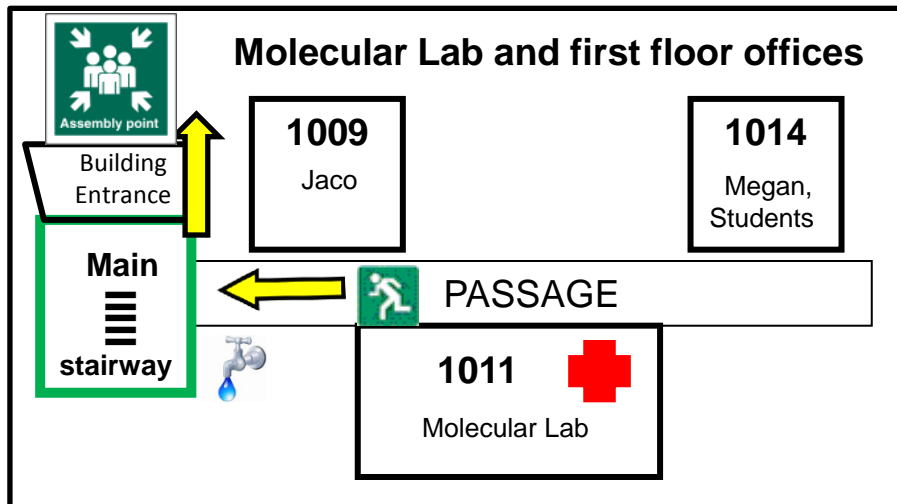 Molecular Lab and first floor offices
Assembly point
Building
Entrance
1009
Jaco
1014
Megan,
Students
Main
stairway
PASSAGE
1011
Molecular Lab